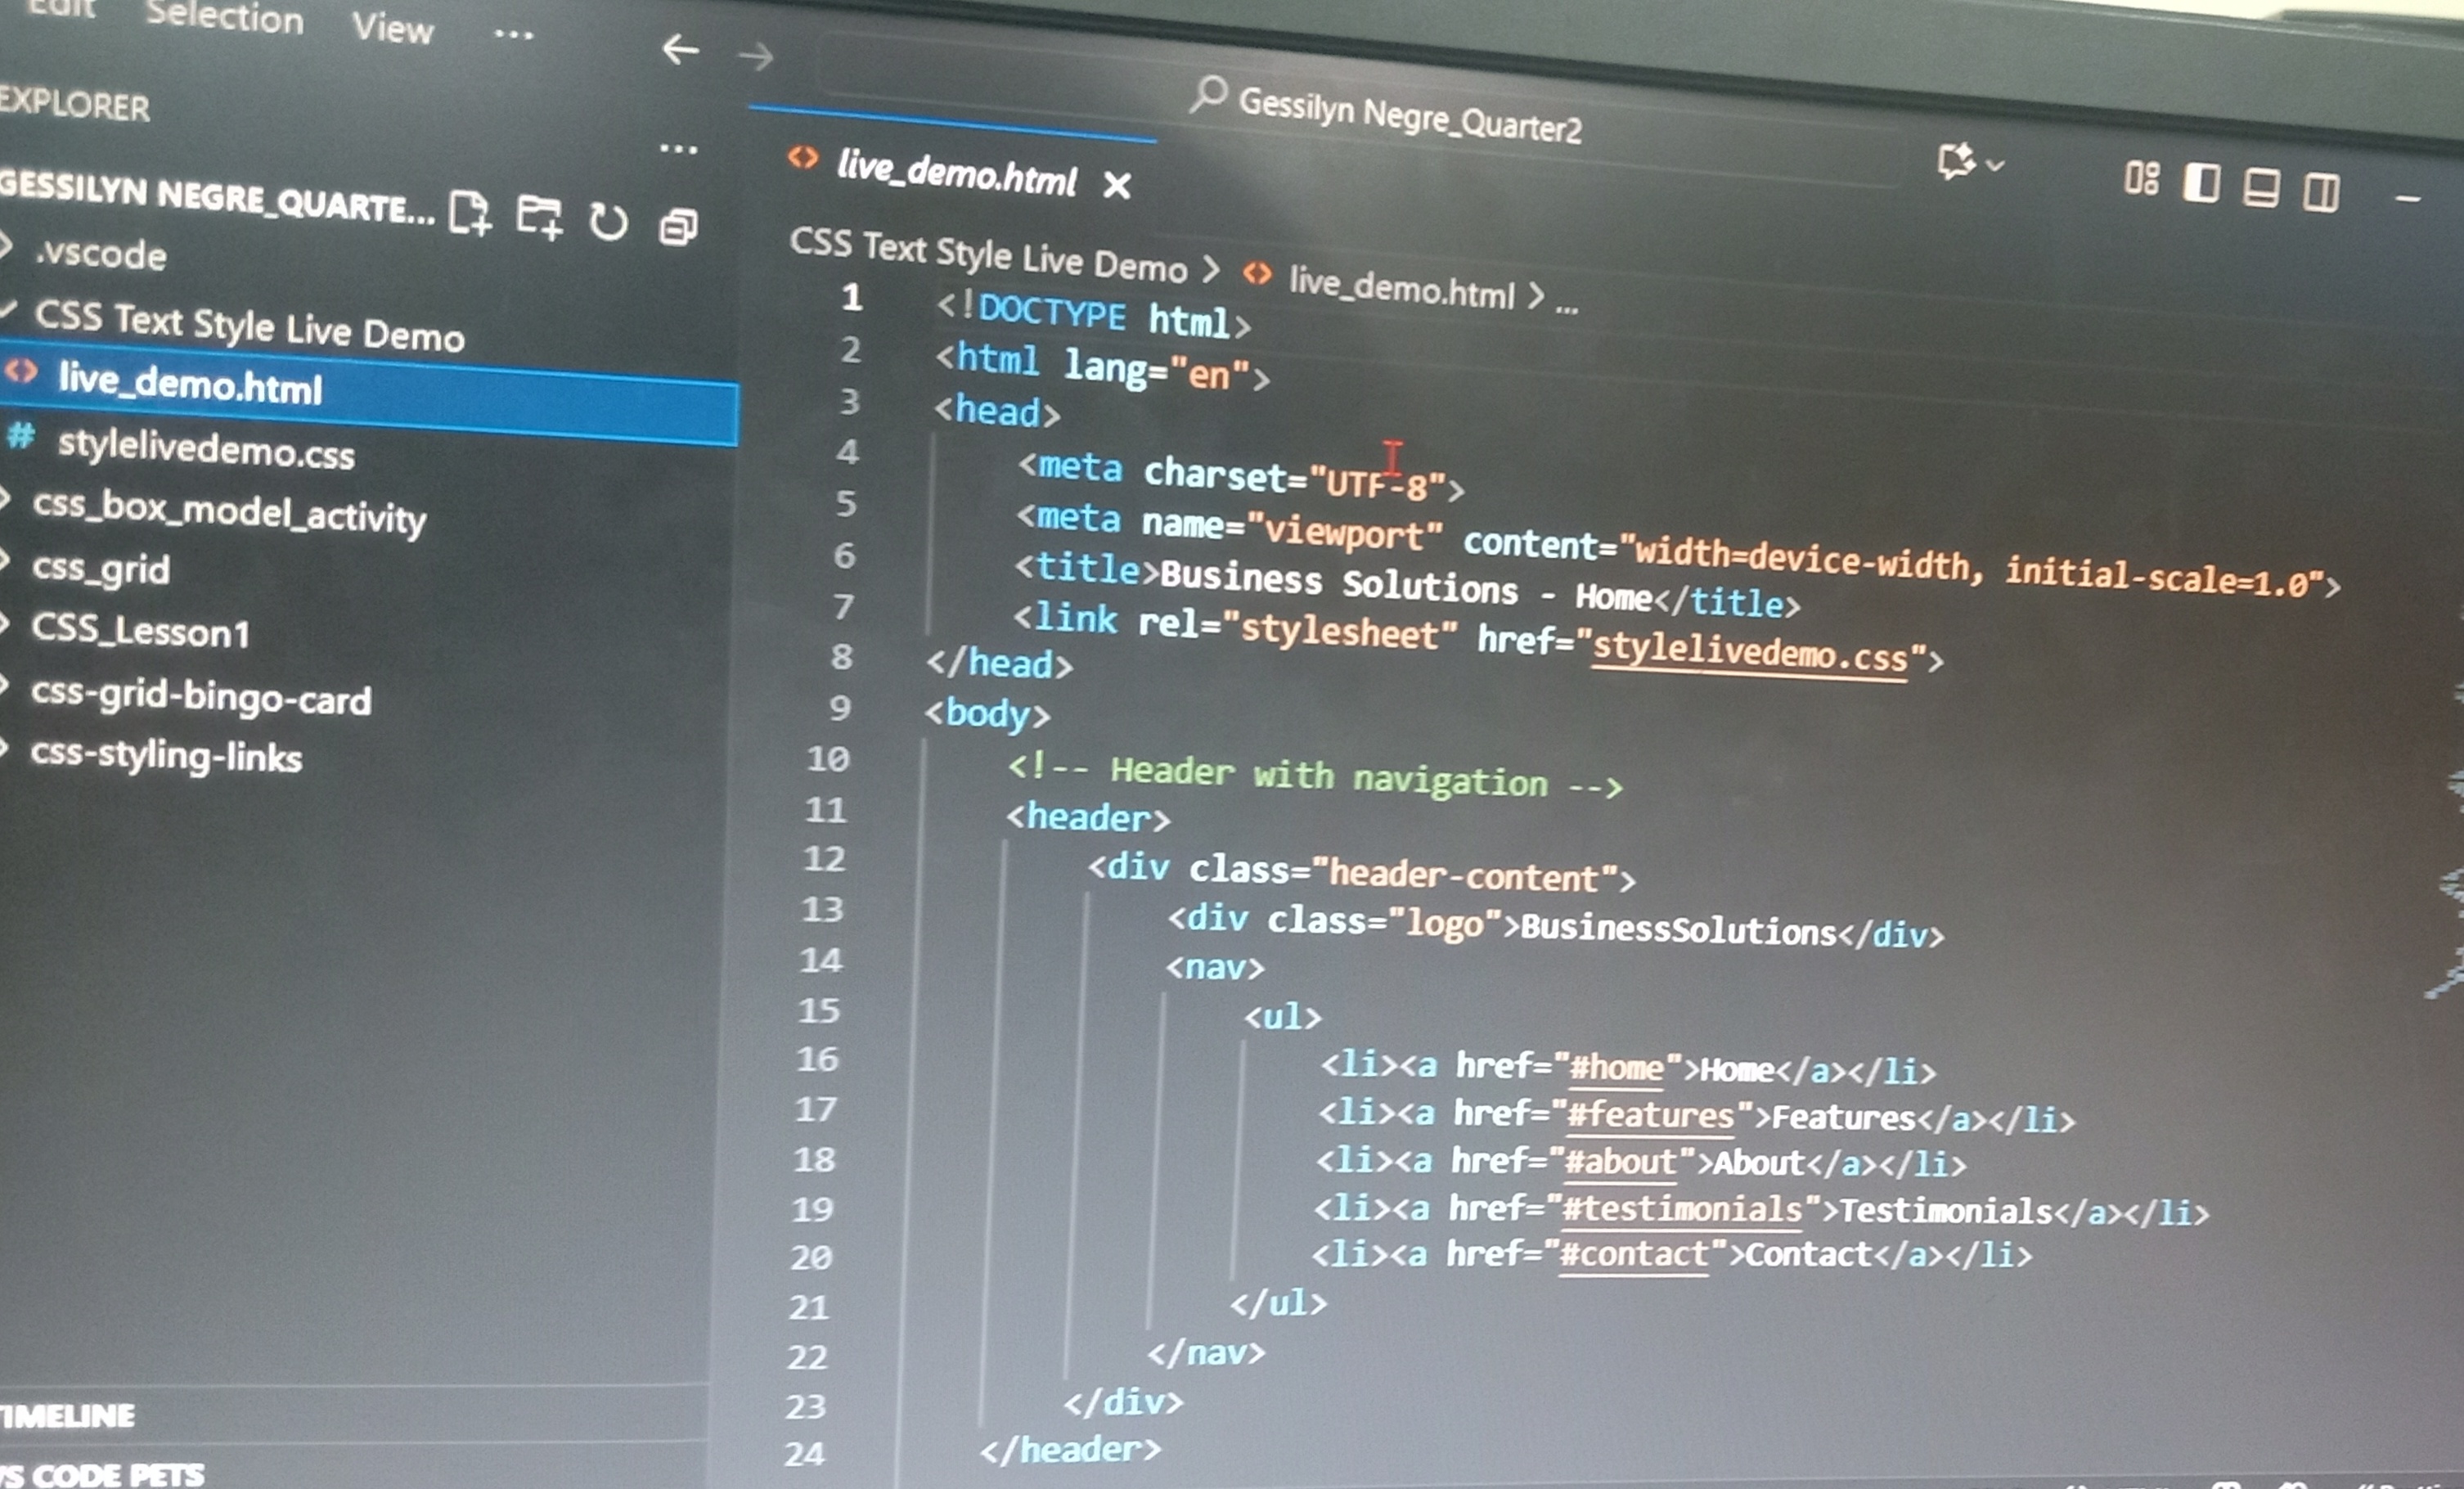 Edit Selection View ...
Gessilyn Negre_Quarter2
EXPLORER
...
GESSILYN NEGRE_QUARTE...
.vscode
CSS Text Style Live Demo
live_demo.html
stylelivedemo.css
css_box_model_activity
css_grid
CSS_Lesson1
css-grid-bingo-card
css-styling-links
TIMELINE
VS CODE PETS
live_demo.html
CSS Text Style Live Demo > live_demo.html > ...
1 <!DOCTYPE html>
2 <html lang="en">
3 <head>
4 <meta charset="UTF-8">
5 <meta name="viewport" content="width=device-width, initial-scale=1.0">
6 <title>Business Solutions - Home</title>
7 <link rel="stylesheet" href="stylelivedemo.css">
8 </head>
9 <body>
10 <!-- Header with navigation -->
11 <header>
12 <div class="header-content">
13 <div class="logo">BusinessSolutions</div>
14 <nav>
15 <ul>
16 <li><a href="#home">Home</a></li>
17 <li><a href="#features">Features</a></li>
18 <li><a href="#about">About</a></li>
19 <li><a href="#testimonials">Testimonials</a></li>
20 <li><a href="#contact">Contact</a></li>
21 </ul>
22 </nav>
23 </div>
24 </header>